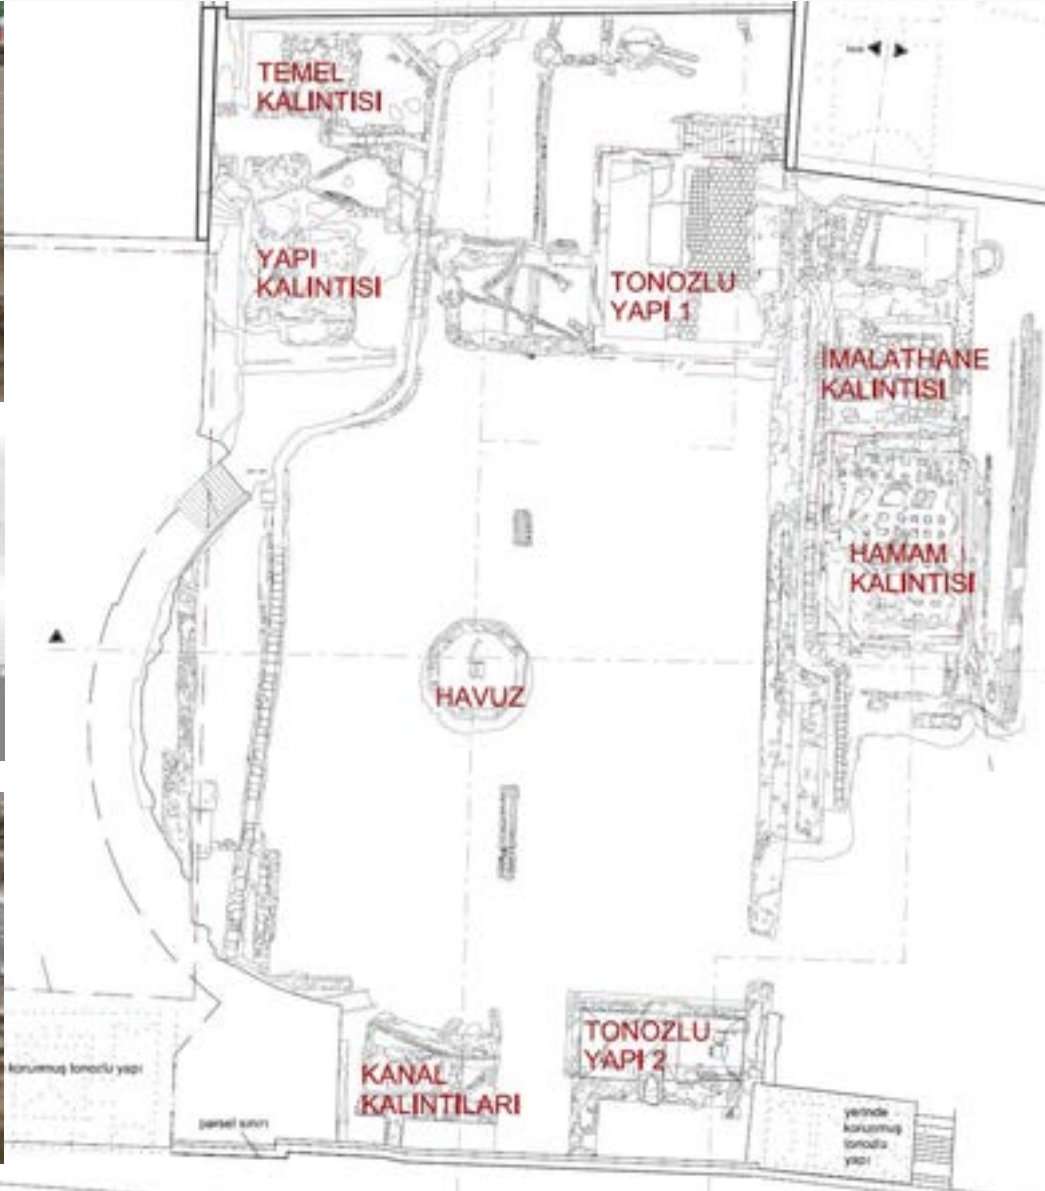 TEMEL
KALINTISI
YAPI
KALINTISI
TONOZLU
YAPI 1
İMALATHANE
KALINTISI
HAMAM
KALINTISI
HAVUZ
TONOZLU
YAPI 2
KANAL
KALINTILARI
korunmuş tonozlu yapı
parsel sınırı
yerinde
korunmuş
tonozlu
yapı